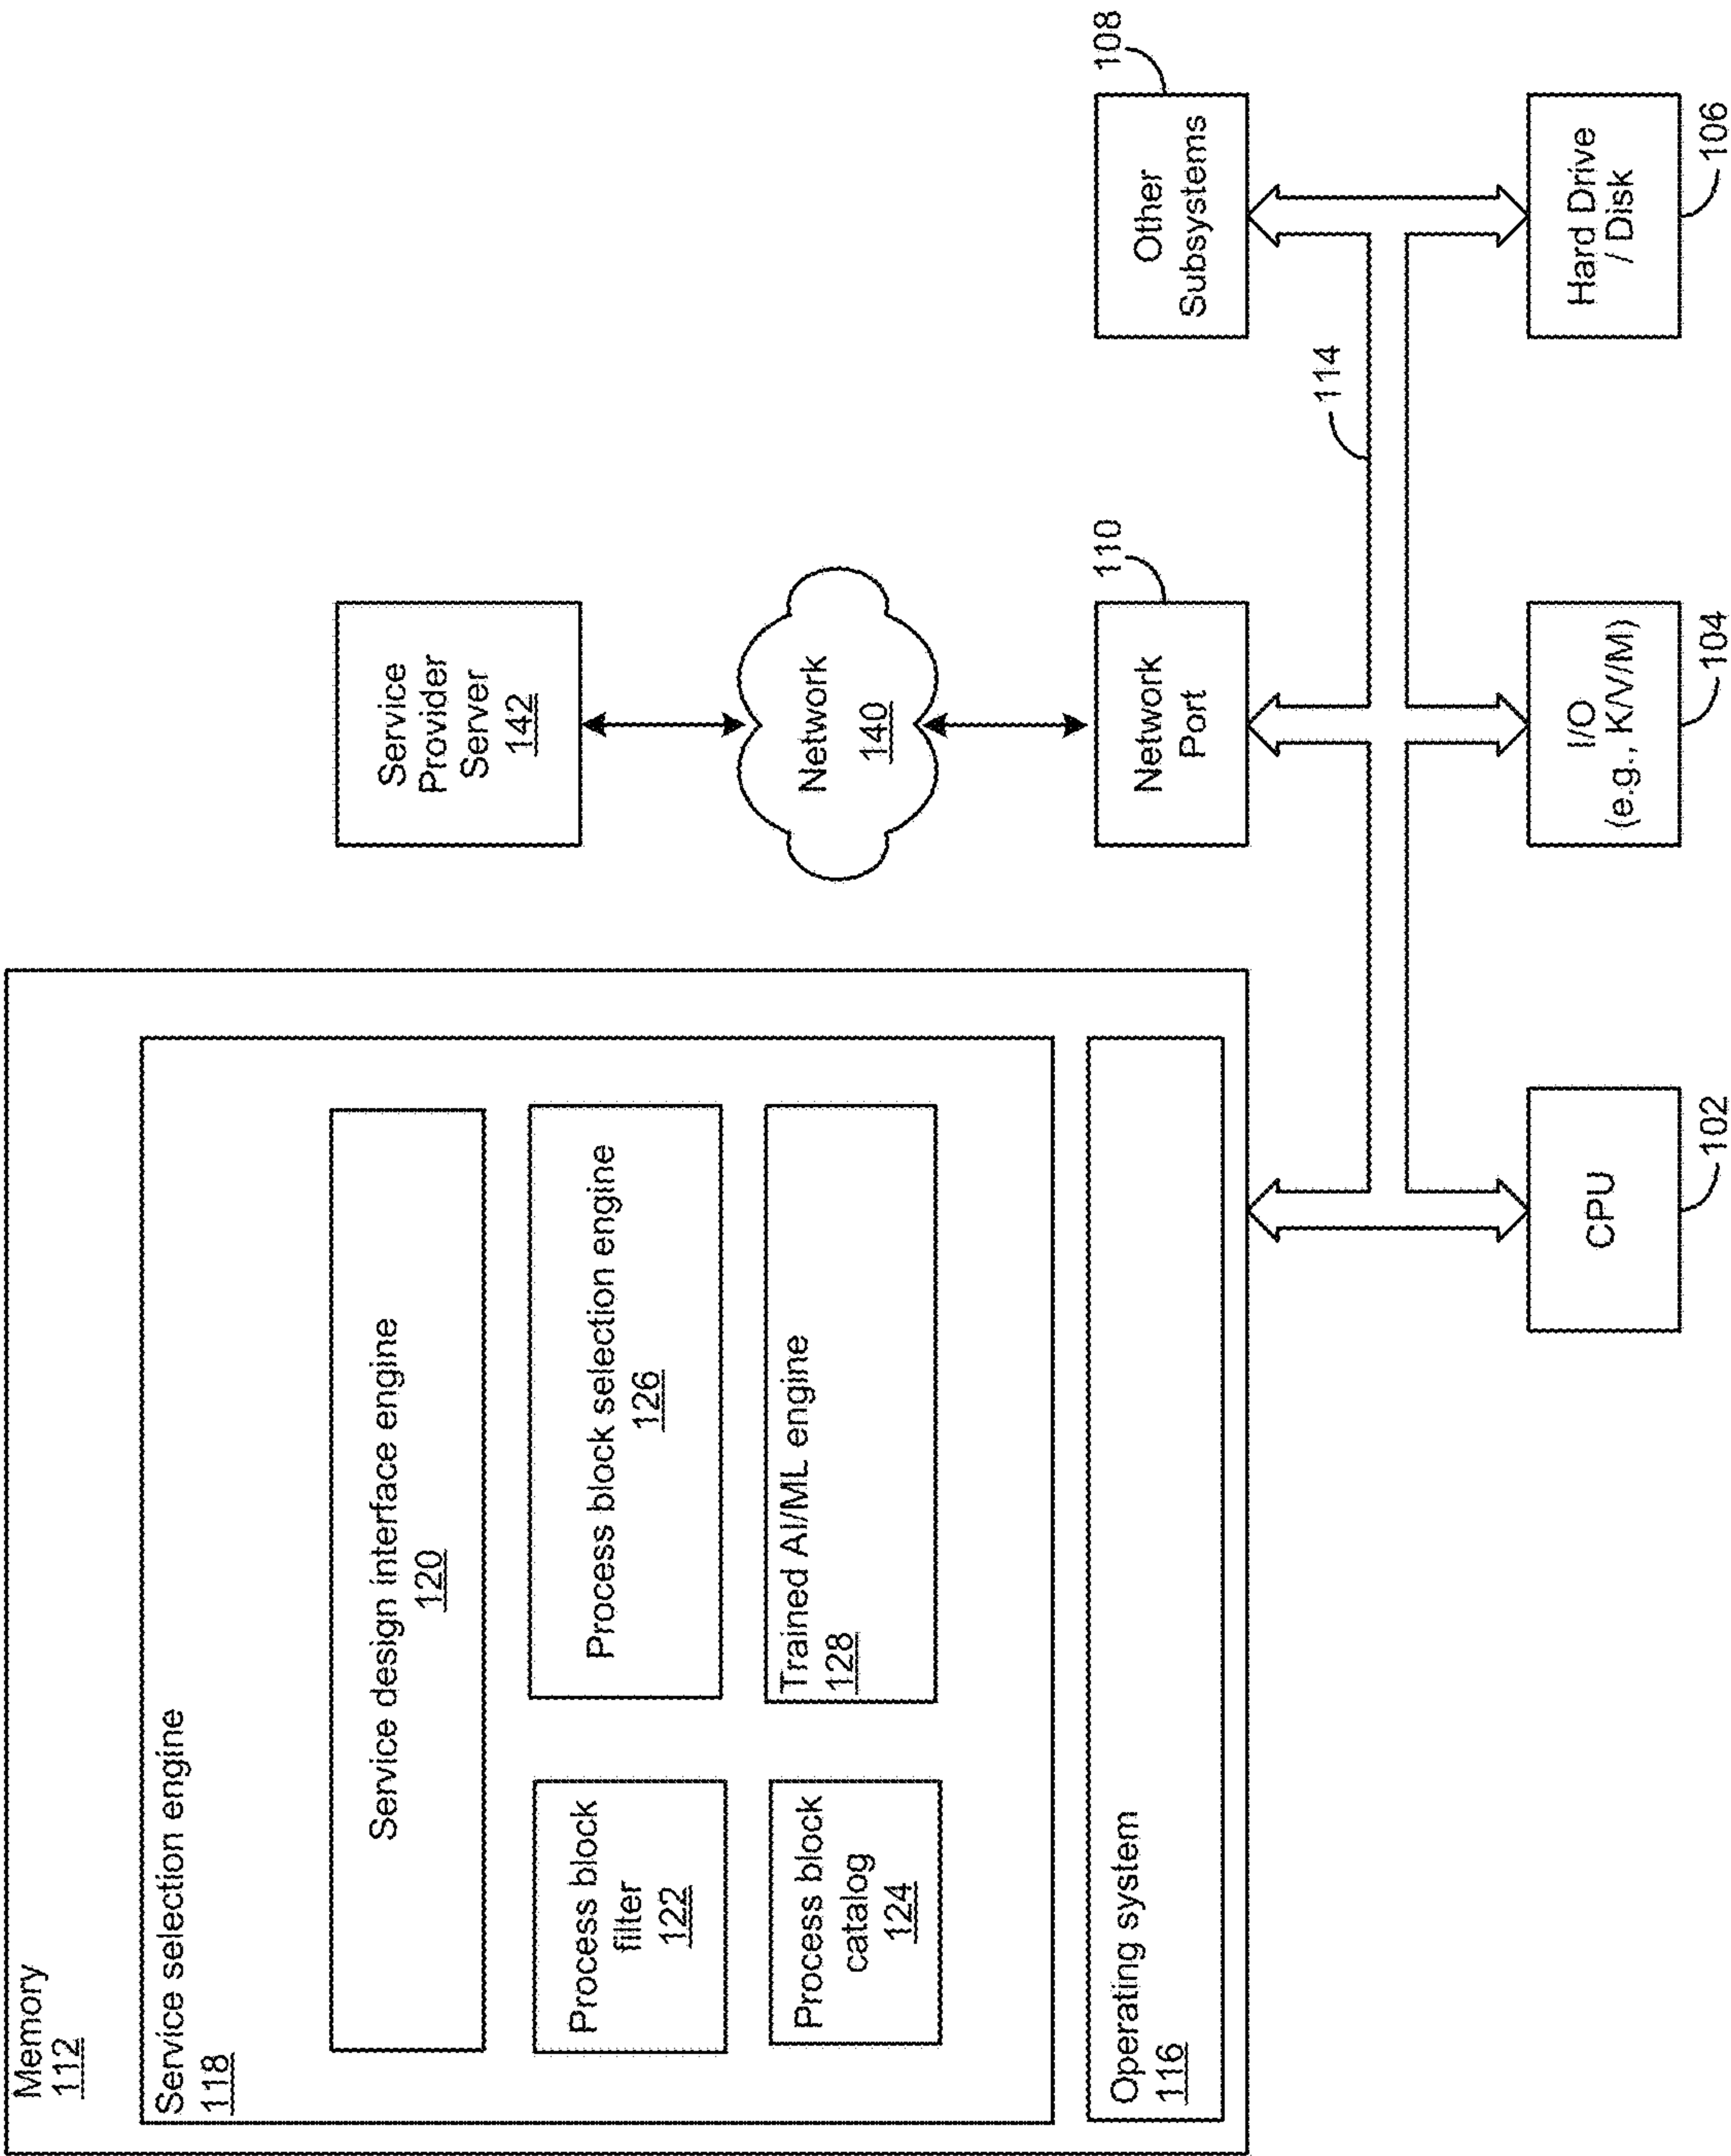 Memory
112
Service selection engine
118
Service design interface engine
120
Process block
filter
122
Process block selection engine
126
Process block
catalog
124
Trained AI/ML engine
128
Operating system
116
Service
Provider
Server
142
Network
140
110
Network
Port
108
Other
Subsystems
114
CPU
102
I/O
(e.g., K/V/M)
104
Hard Drive
/ Disk
106